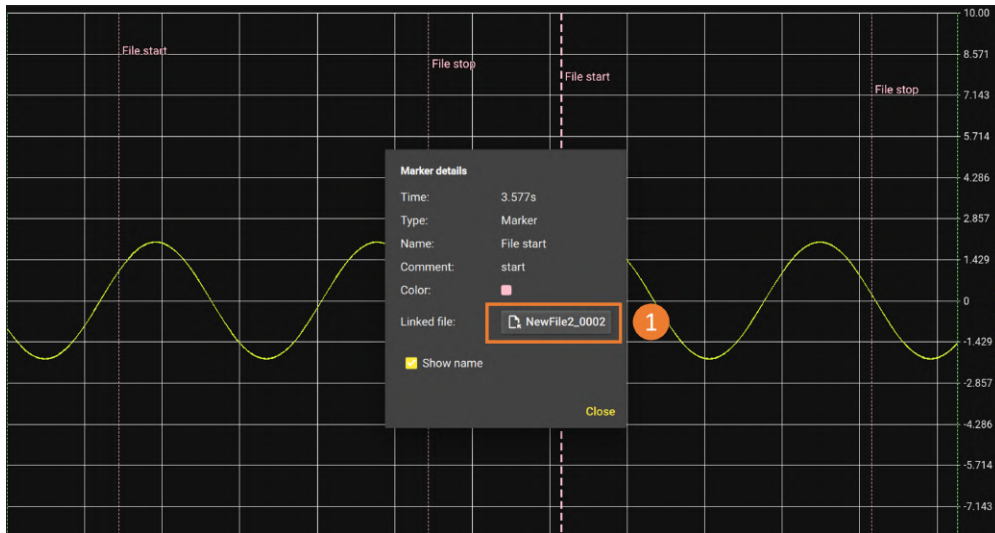 10.00
File start
8.571
File stop
File start
7.143
File stop
5.714
Marker details
4.286
Time: 3.577s
2.857
Type: Marker
Name: File start
1.429
Comment: start
Color:
0
Linked file: NewFile2_0002 1
-1.429
Show name
-2.857
Close
-4.286
-5.714
-7.143